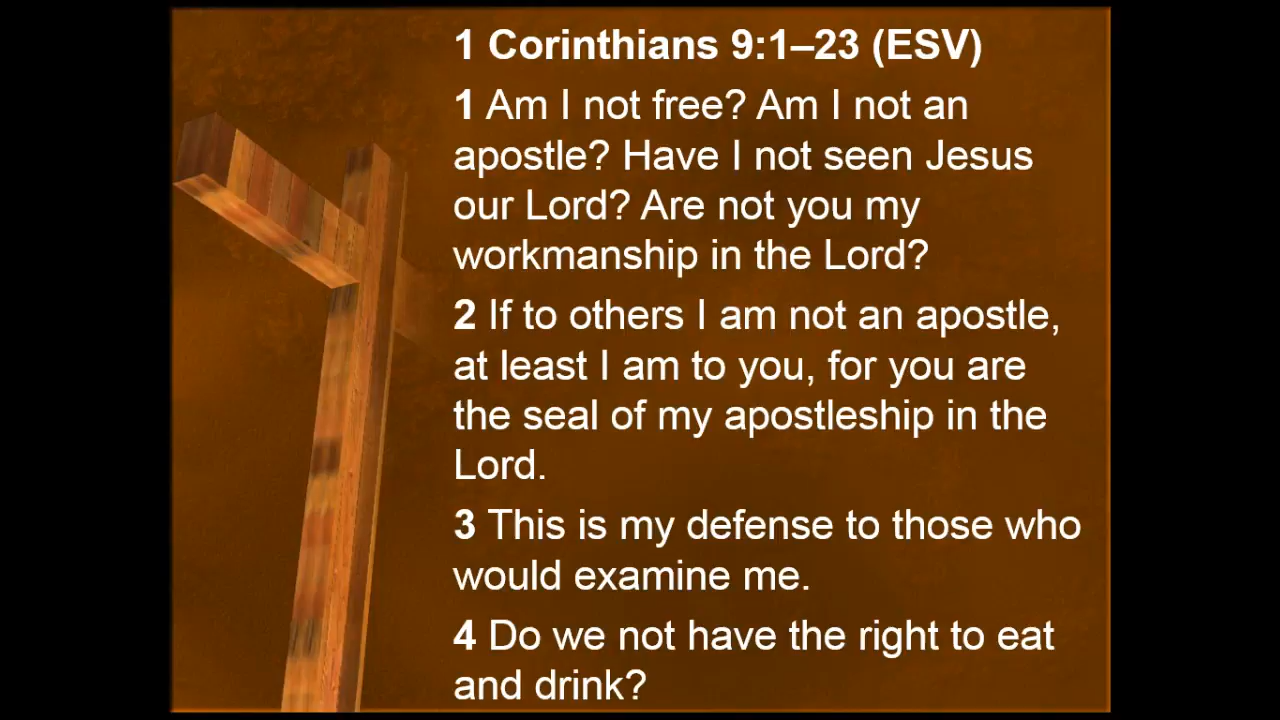 1 Corinthians 9:1–23 (ESV)
1 Am I not free? Am I not an
apostle? Have I not seen Jesus
our Lord? Are not you my
workmanship in the Lord?
2 If to others I am not an apostle,
at least I am to you, for you are
the seal of my apostleship in the
Lord.
3 This is my defense to those who
would examine me.
4 Do we not have the right to eat
and drink?